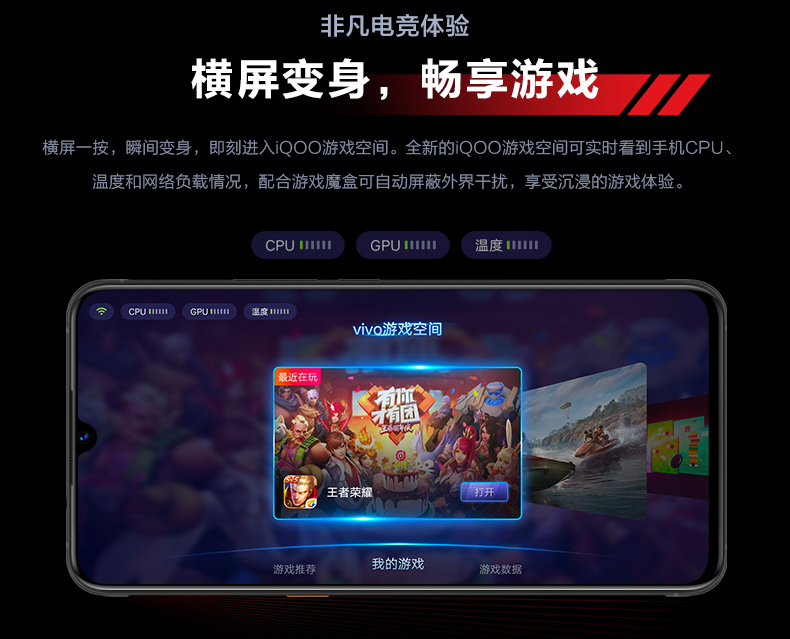 非凡电竞体验
横屏变身，畅享游戏
横屏一按，瞬间变身，即刻进入iQOO游戏空间。全新的iQOO游戏空间可实时看到手机CPU、
温度和网络负载情况，配合游戏魔盒可自动屏蔽外界干扰，享受沉浸的游戏体验。
CPU GPU 温度
CPU GPU 温度
vivo游戏空间
最近在玩
有你
才有团
王者荣耀
打开
我的游戏
游戏推荐 游戏数据